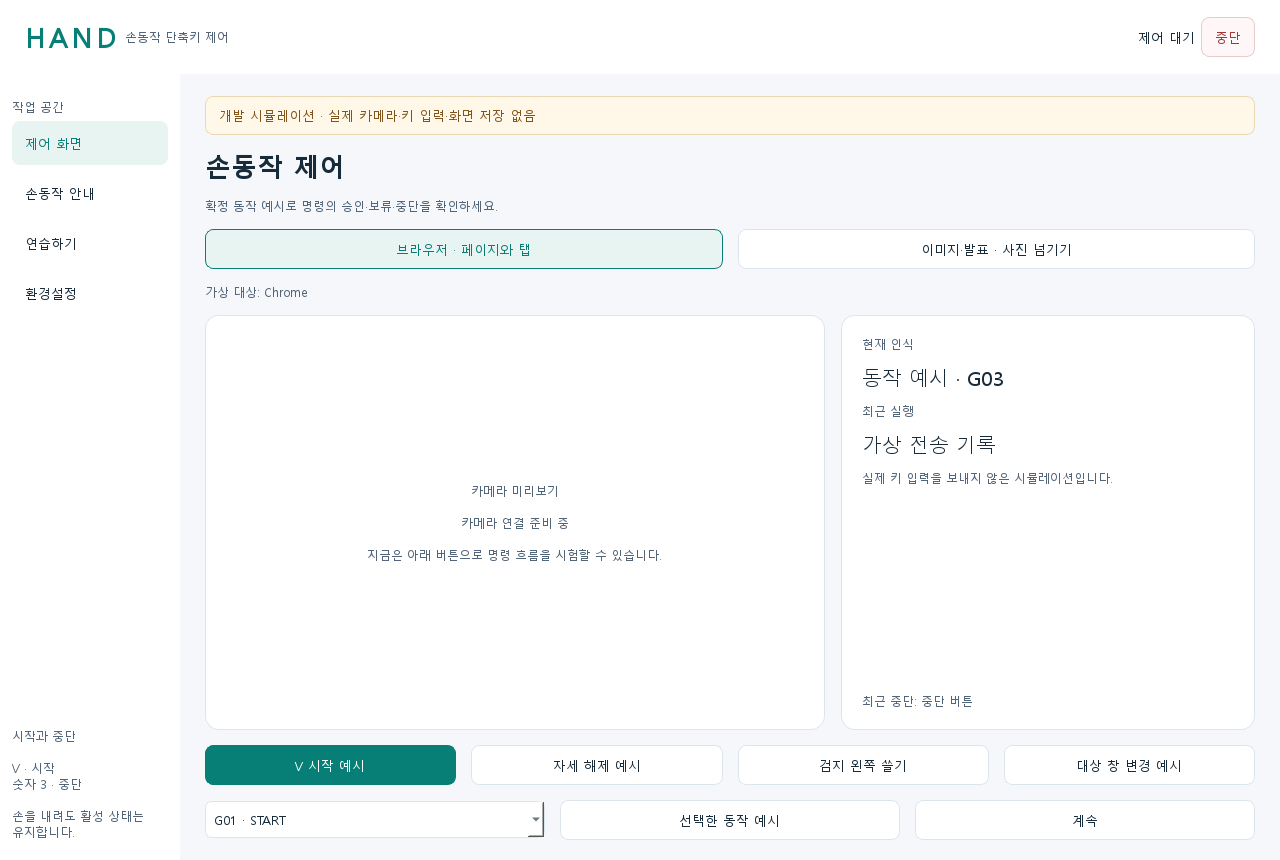 HAND 손동작 단축키 제어
제어 대기 중단
작업 공간
제어 화면
손동작 안내
연습하기
환경설정
시작과 중단
V · 시작
숫자 3 · 중단
손을 내려도 활성 상태는
유지합니다.
개발 시뮬레이션 · 실제 카메라·키 입력·화면 저장 없음
손동작 제어
확정 동작 예시로 명령의 승인·보류·중단을 확인하세요.
브라우저 · 페이지와 탭
이미지·발표 · 사진 넘기기
가상 대상: Chrome
카메라 미리보기
카메라 연결 준비 중
지금은 아래 버튼으로 명령 흐름을 시험할 수 있습니다.
현재 인식
동작 예시 · G03
최근 실행
가상 전송 기록
실제 키 입력을 보내지 않은 시뮬레이션입니다.
최근 중단: 중단 버튼
V 시작 예시
자세 해제 예시
검지 왼쪽 쓸기
대상 창 변경 예시
G01 · START
선택한 동작 예시
계속